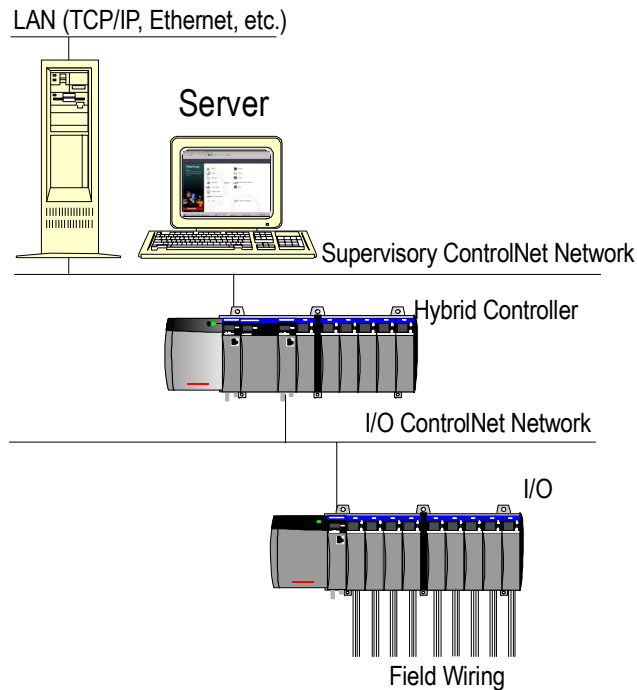 LAN (TCP/IP, Ethernet, etc.)
Server
Supervisory ControlNet Network
Hybrid Controller
I/O ControlNet Network
I/O
Field Wiring